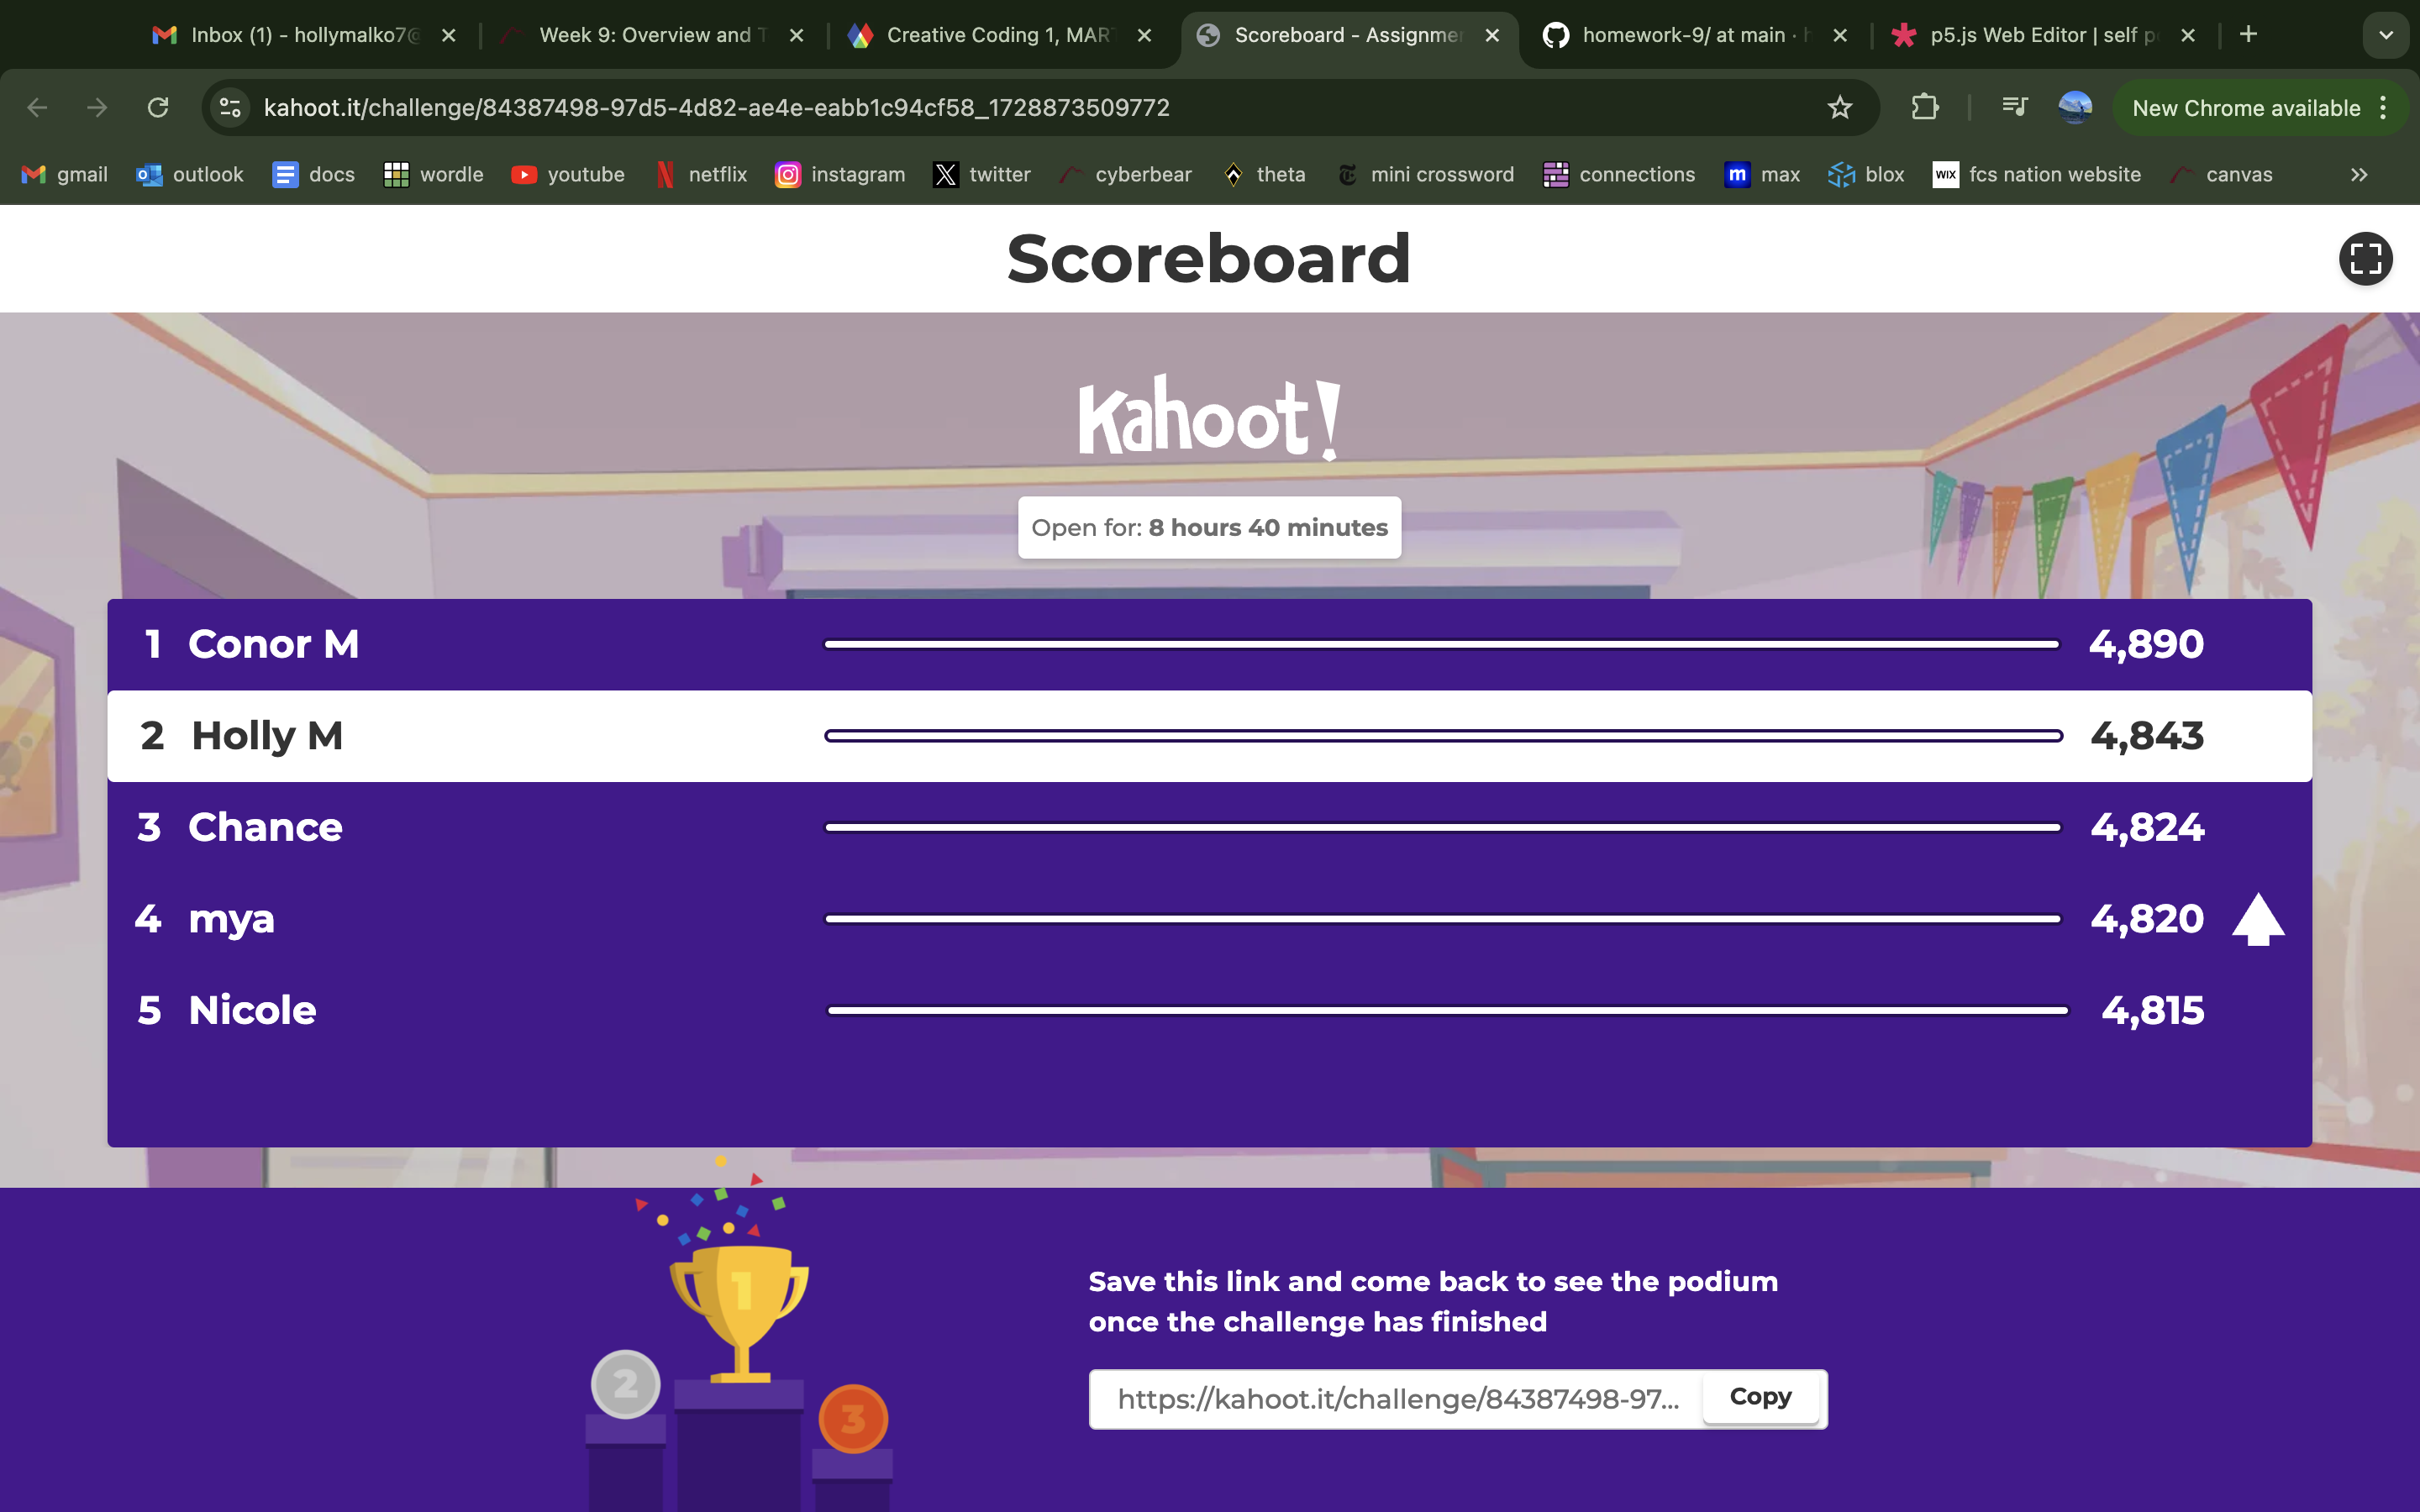 Inbox (1) - hollymalko7@
Week 9: Overview and T
Creative Coding 1, MAR
Scoreboard - Assignme
homework-9/ at main ·
p5.js Web Editor | self p
kahoot.it/challenge/84387498-97d5-4d82-ae4e-eabb1c94cf58_1728873509772
New Chrome available
gmail
outlook
docs
wordle
youtube
netflix
instagram
twitter
cyberbear
theta
mini crossword
connections
m
max
blox
WIX
fcs nation website
canvas
Scoreboard
Kahoot!
Open for: 8 hours 40 minutes
1 Conor M 4,890
2 Holly M 4,843
3 Chance 4,824
4 mya 4,820
5 Nicole 4,815
1
2
3
Save this link and come back to see the podium
once the challenge has finished
https://kahoot.it/challenge/84387498-97...
Copy